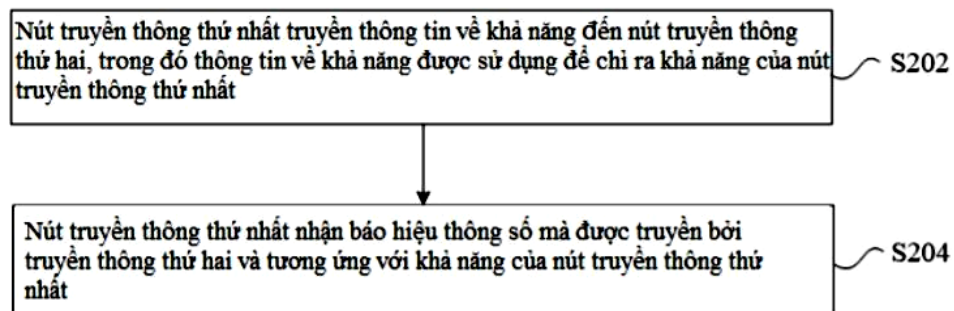 Nút truyền thông thứ nhất truyền thông tin về khả năng đến nút truyền thông
thứ hai, trong đó thông tin về khả năng được sử dụng để chỉ ra khả năng của nút
truyền thông thứ nhất
S202
Nút truyền thông thứ nhất nhận báo hiệu thông số mà được truyền bởi
truyền thông thứ hai và tương ứng với khả năng của nút truyền thông thứ
nhất
S204